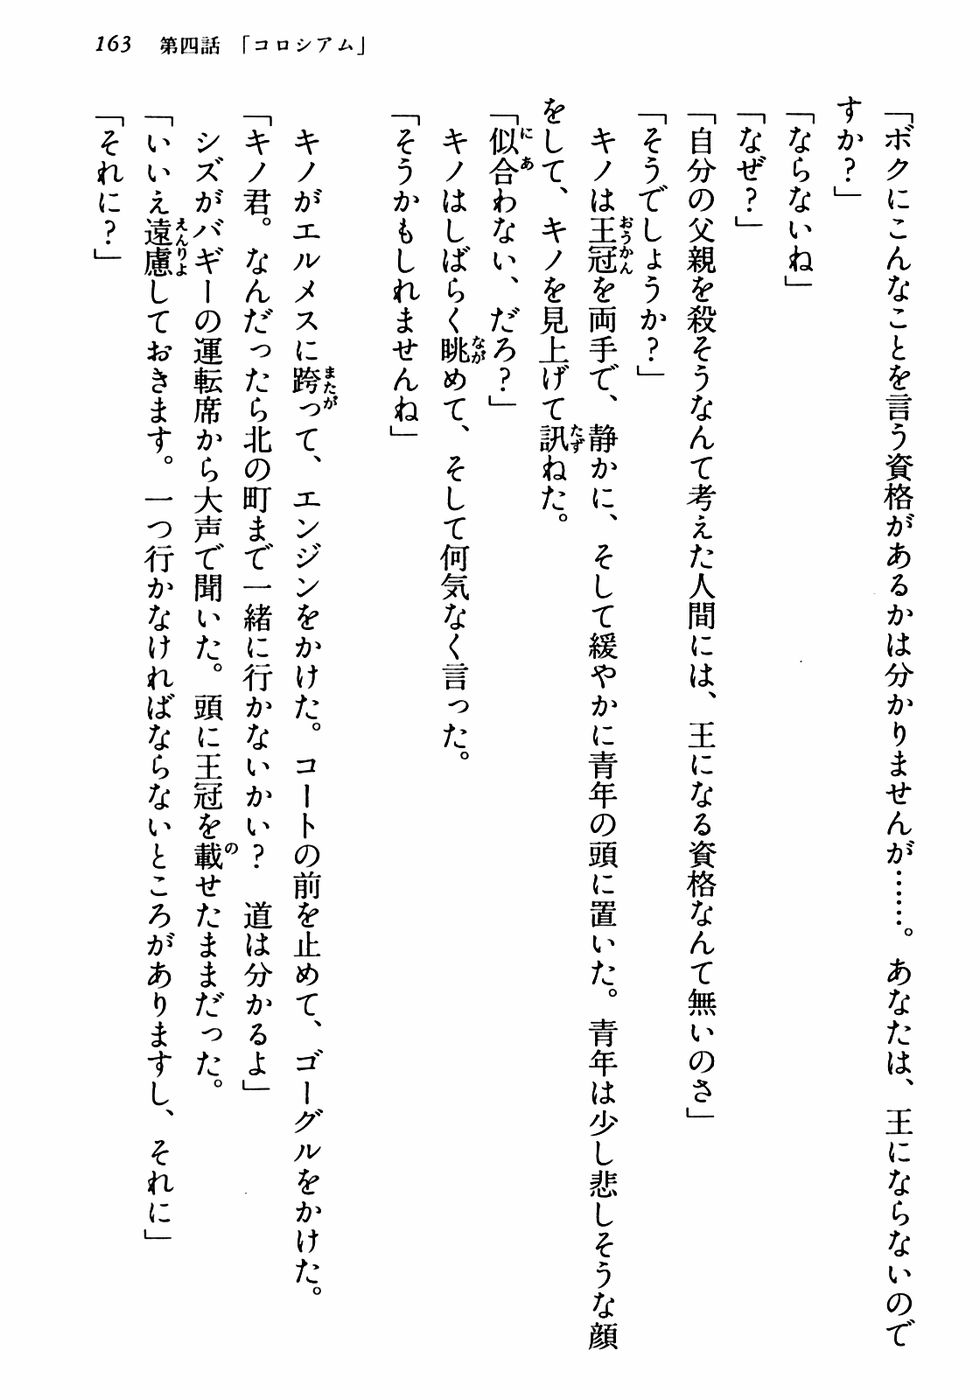 163 第四話 「コロシアム」
「ボクにこんなことを言う資格があるかは分かりませんが……。あなたは、王にならないので
すか？」
「ならないね」
「なぜ？」
「自分の父親を殺そうなんて考えた人間には、王になる資格なんて無いのさ」
「そうでしょうか？」
キノは王冠を両手で、静かに、そして緩やかに青年の頭に置いた。青年は少し悲しそうな顔
をして、キノを見上げて訊ねた。
「似合わない、だろ？」
キノはしばらく眺めて、そして何気なく言った。
「そうかもしれませんね」
キノがエルメスに跨って、エンジンをかけた。コートの前を止めて、ゴーグルをかけた。
「キノ君。なんだったら北の町まで一緒に行かないかい？　道は分かるよ」
シズがバギーの運転席から大声で聞いた。頭に王冠を載せたままだった。
「いいえ遠慮しておきます。一つ行かなければならないところがありますし、それに」
「それに？」